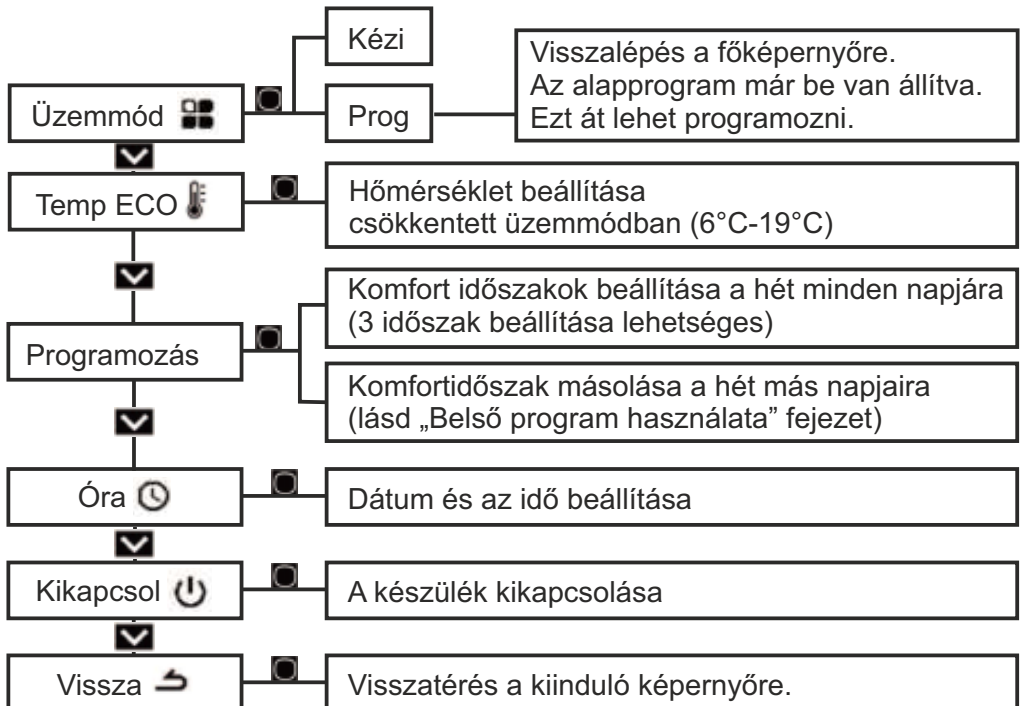 Kézi
Üzemmód
Prog
Visszalépés a főképernyőre.
Az alapprogram már be van állítva.
Ezt át lehet programozni.
Temp ECO
Hőmérséklet beállítása
csökkentett üzemmódban (6°C-19°C)
Programozás
Komfort időszakok beállítása a hét minden napjára
(3 időszak beállítása lehetséges)
Komfortidőszak másolása a hét más napjaira
(lásd „Belső program használata” fejezet)
Óra
Dátum és az idő beállítása
Kikapcsol
A készülék kikapcsolása
Vissza
Visszatérés a kiinduló képernyőre.